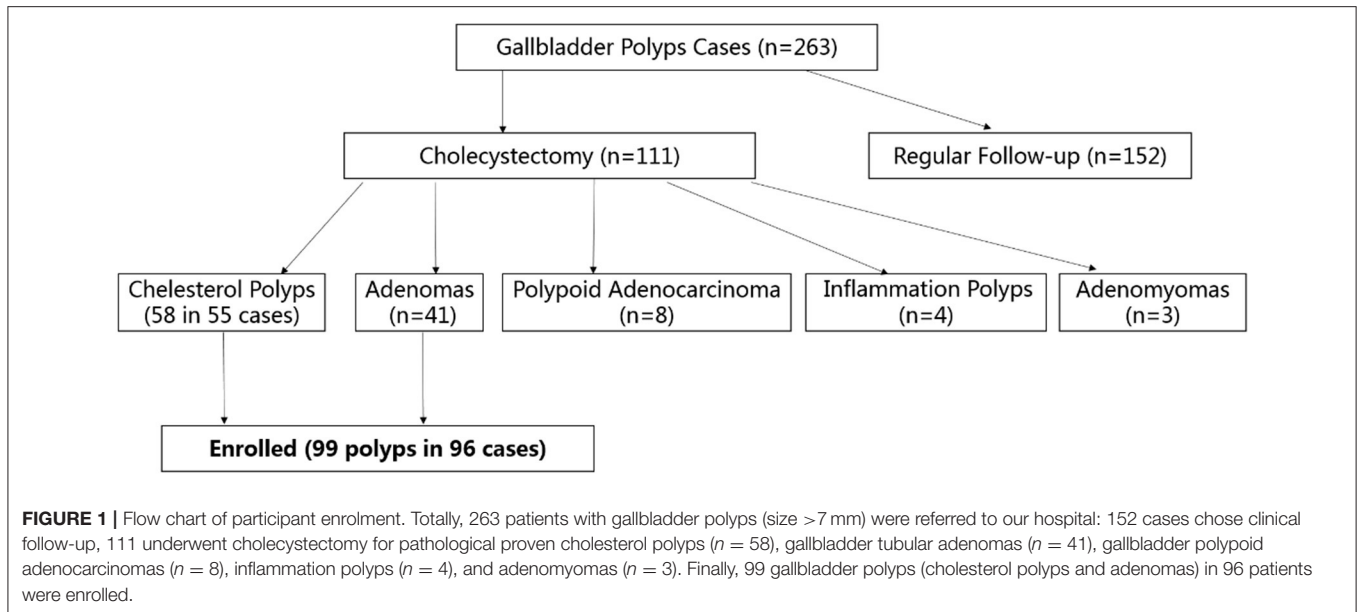 Gallbladder Polyps Cases (n=263)
Cholecystectomy (n=111)
Regular Follow-up (n=152)
Chelesterol Polyps
(58 in 55 cases)
Adenomas
(n=41)
Polypoid Adenocarcinoma
(n=8)
Inflammation Polyps
(n=4)
Adenomyomas
(n=3)
Enrolled (99 polyps in 96 cases)
FIGURE 1 | Flow chart of participant enrolment. Totally, 263 patients with gallbladder polyps (size >7 mm) were referred to our hospital: 152 cases chose clinical
follow-up, 111 underwent cholecystectomy for pathological proven cholesterol polyps (n = 58), gallbladder tubular adenomas (n = 41), gallbladder polypoid
adenocarcinomas (n = 8), inflammation polyps (n = 4), and adenomyomas (n = 3). Finally, 99 gallbladder polyps (cholesterol polyps and adenomas) in 96 patients
were enrolled.